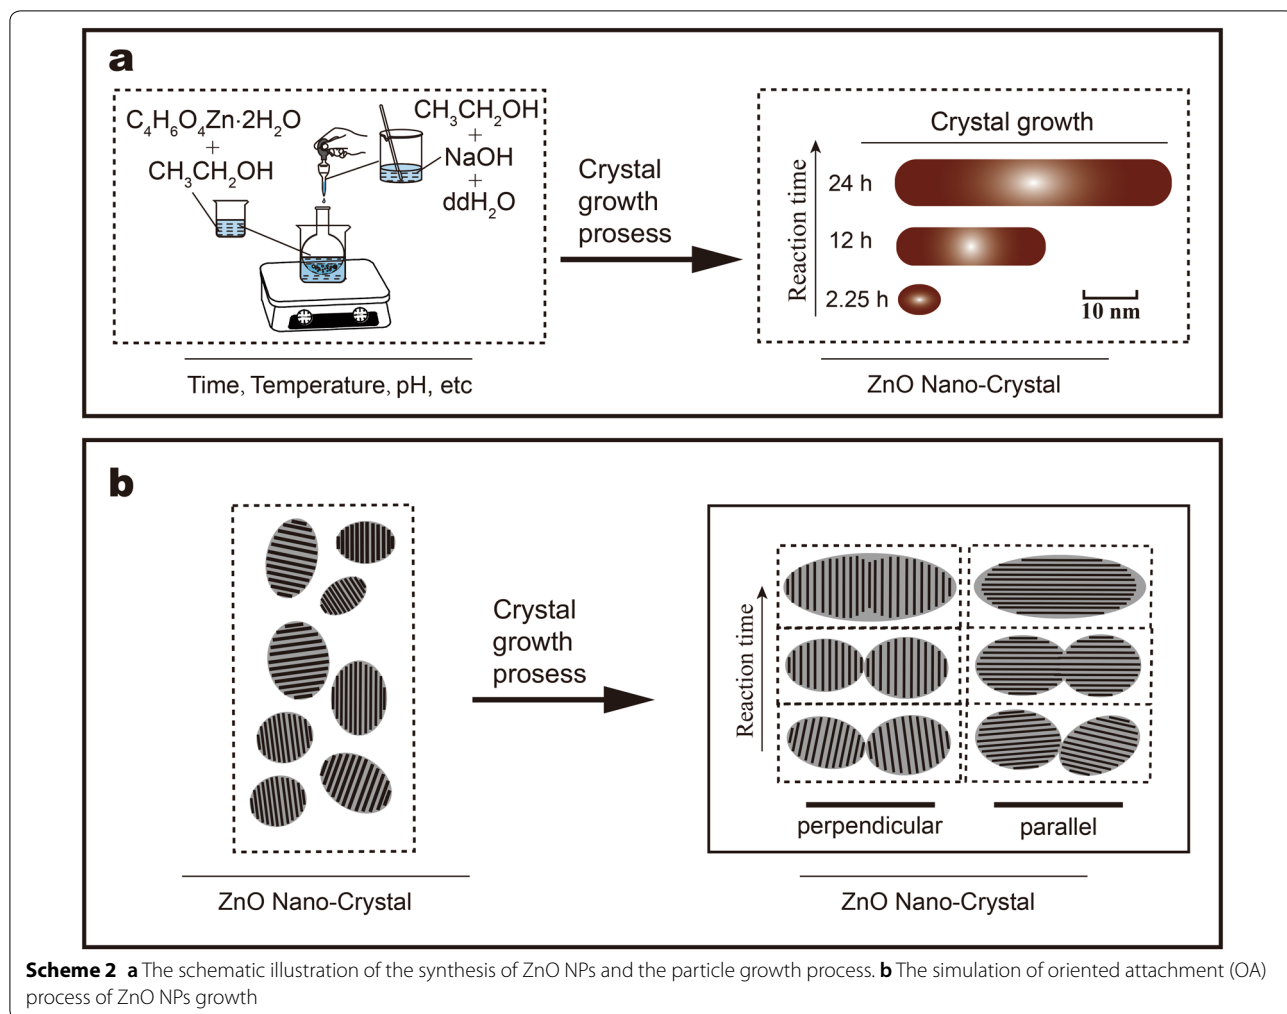 a
C₄H₆O₄Zn·2H₂O
+
CH₃CH₂OH
CH₃CH₂OH
+
NaOH
+
ddH₂O
Time, Temperature, pH, etc
Crystal
growth
prosess
Crystal growth
Reaction time
24 h
12 h
2.25 h
10 nm
ZnO Nano-Crystal
b
ZnO Nano-Crystal
Crystal
growth
prosess
Reaction time
perpendicular
parallel
ZnO Nano-Crystal
Scheme 2 a The schematic illustration of the synthesis of ZnO NPs and the particle growth process. b The simulation of oriented attachment (OA)
process of ZnO NPs growth